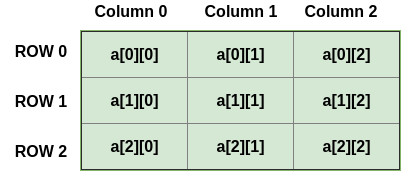 Column 0 Column 1 Column 2
ROW 0 a[0][0] a[0][1] a[0][2]
ROW 1 a[1][0] a[1][1] a[1][2]
ROW 2 a[2][0] a[2][1] a[2][2]